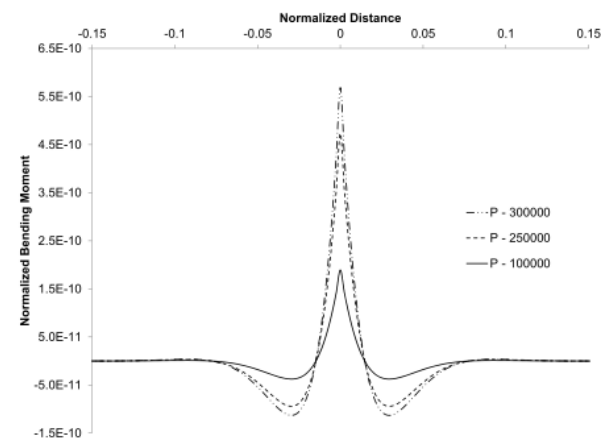 Normalized Distance
-0.15 -0.1 -0.05 0 0.05 0.1 0.15
6.5E-10
5.5E-10
4.5E-10
3.5E-10
2.5E-10
1.5E-10
5.0E-11
-5.0E-11
-1.5E-10
Normalized Bending Moment
P - 300000
P - 250000
P - 100000